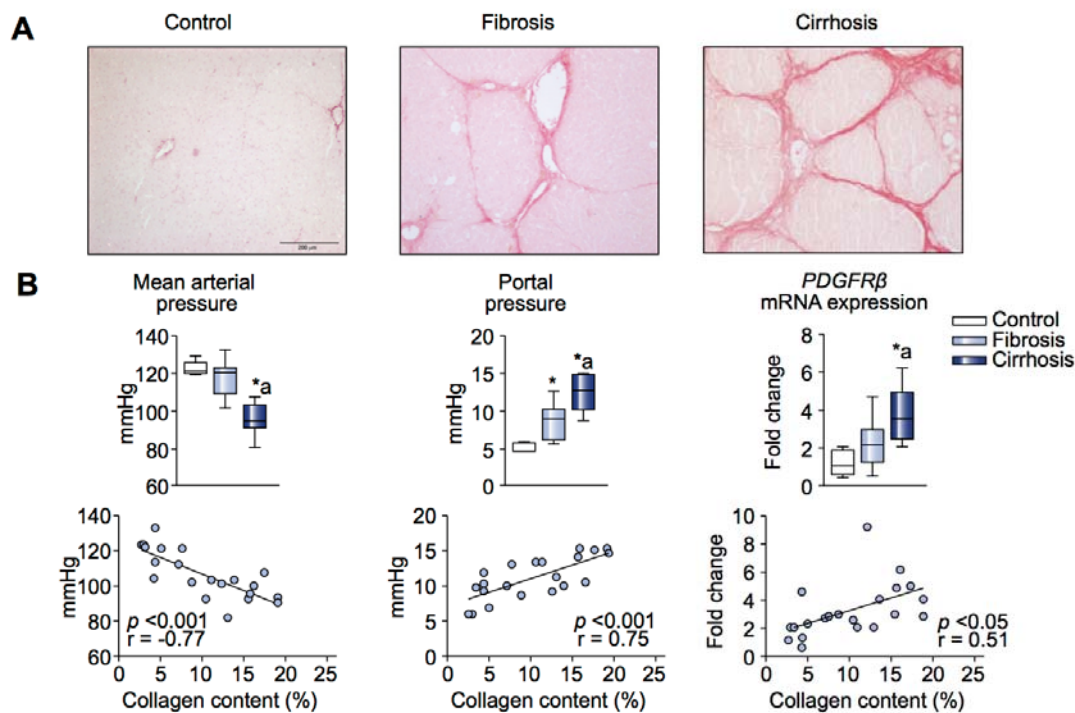 A
Control
Fibrosis
Cirrhosis
200 µm
B
Mean arterial
pressure
mmHg
140
120
100
80
60
*a
Portal
pressure
mmHg
20
15
10
5
0
*
*a
PDGFRβ
mRNA expression
Fold change
8
6
4
2
0
*a
Control
Fibrosis
Cirrhosis
mmHg
140
120
100
80
60
p <0.001
r = -0.77
0 5 10 15 20 25
Collagen content (%)
mmHg
20
15
10
5
0
p <0.001
r = 0.75
0 5 10 15 20 25
Collagen content (%)
Fold change
10
8
6
4
2
0
p <0.05
r = 0.51
0 5 10 15 20 25
Collagen content (%)